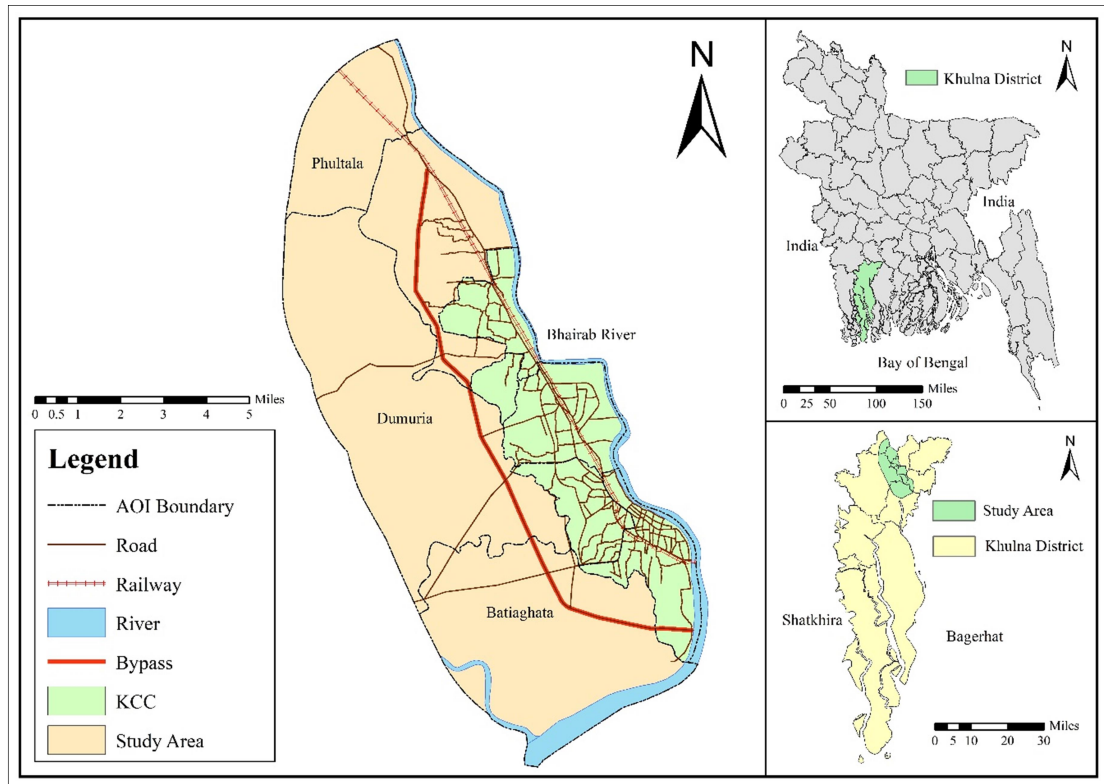 N
Phultala
Bhairab River
Dumuria
Batiaghata
Miles
0 0.5 1 2 3 4 5
Legend
AOI Boundary
Road
Railway
River
Bypass
KCC
Study Area
N
Khulna District
India
India
Bay of Bengal
Miles
0 25 50 100 150
N
Study Area
Khulna District
Shatkhira
Bagerhat
Miles
0 5 10 20 30